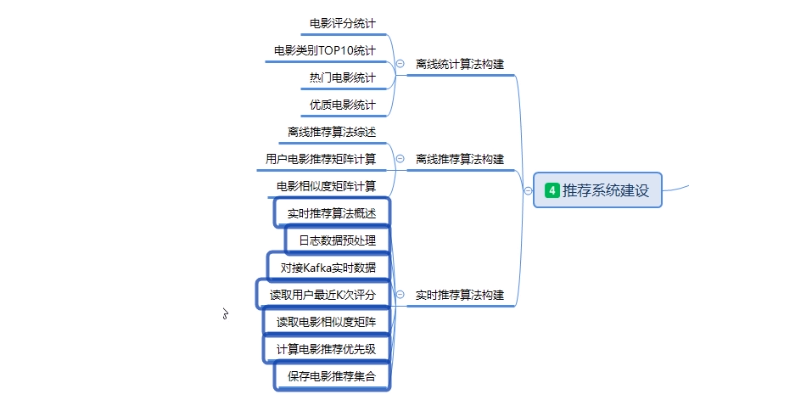 电影评分统计
电影类别TOP10统计
热门电影统计
优质电影统计
离线统计算法构建
离线推荐算法综述
用户电影推荐矩阵计算
电影相似度矩阵计算
离线推荐算法构建
4 推荐系统建设
实时推荐算法概述
日志数据预处理
对接Kafka实时数据
读取用户最近K次评分
读取电影相似度矩阵
计算电影推荐优先级
保存电影推荐集合
实时推荐算法构建